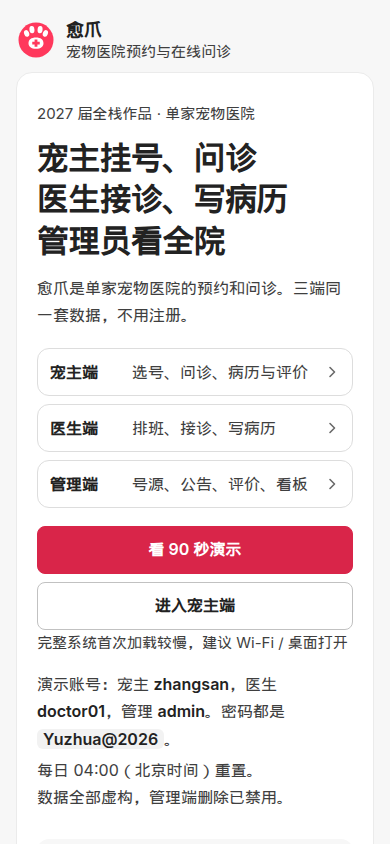 愈爪
宠物医院预约与在线问诊
2027 届全栈作品 · 单家宠物医院
宠主挂号、问诊
医生接诊、写病历
管理员看全院
愈爪是单家宠物医院的预约和问诊。三端同
一套数据，不用注册。
宠主端 选号、问诊、病历与评价
医生端 排班、接诊、写病历
管理端 号源、公告、评价、看板
看 90 秒演示
进入宠主端
完整系统首次加载较慢，建议 Wi-Fi / 桌面打开
演示账号：宠主 zhangsan，医生
doctor01，管理 admin。密码都是
Yuzhua@2026 。
每日 04:00（北京时间）重置。
数据全部虚构，管理端删除已禁用。